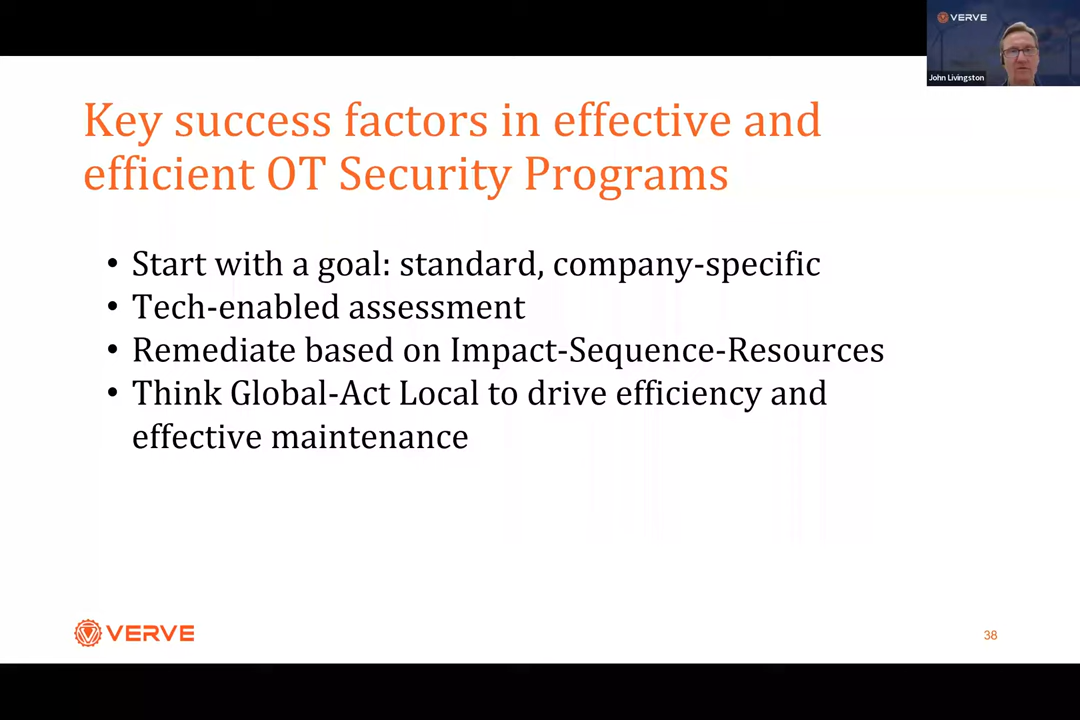 VERVE
John Livingston
Key success factors in effective and
efficient OT Security Programs
• Start with a goal: standard, company-specific
• Tech-enabled assessment
• Remediate based on Impact-Sequence-Resources
• Think Global-Act Local to drive efficiency and
effective maintenance
VERVE
38